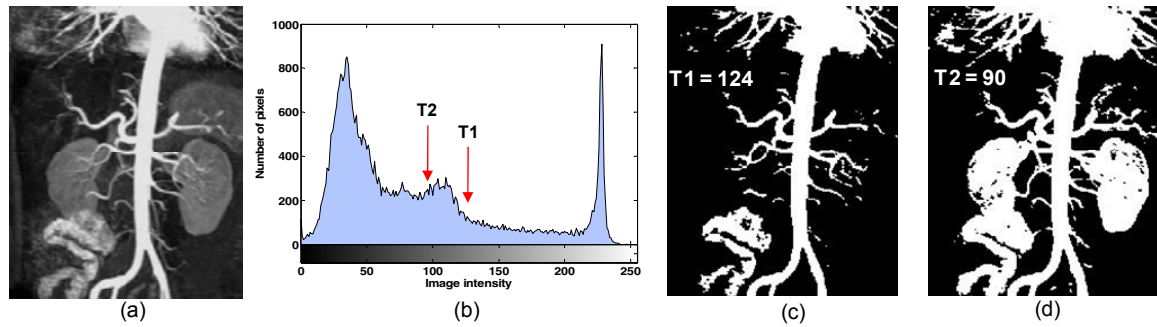 1000
800
600
400
200
0
Number of pixels
T2
T1
0 50 100 150 200 250
Image intensity
T1 = 124
T2 = 90
(a)
(b)
(c)
(d)